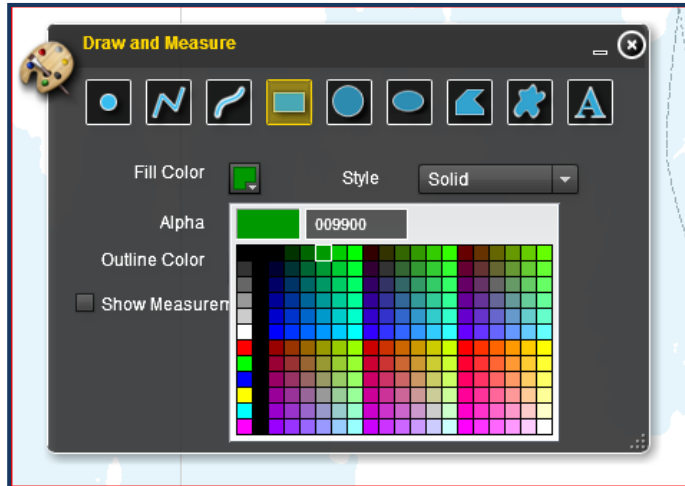 Draw and Measure
A
Fill Color
Style
Solid
Alpha
009900
Outline Color
Show Measurem